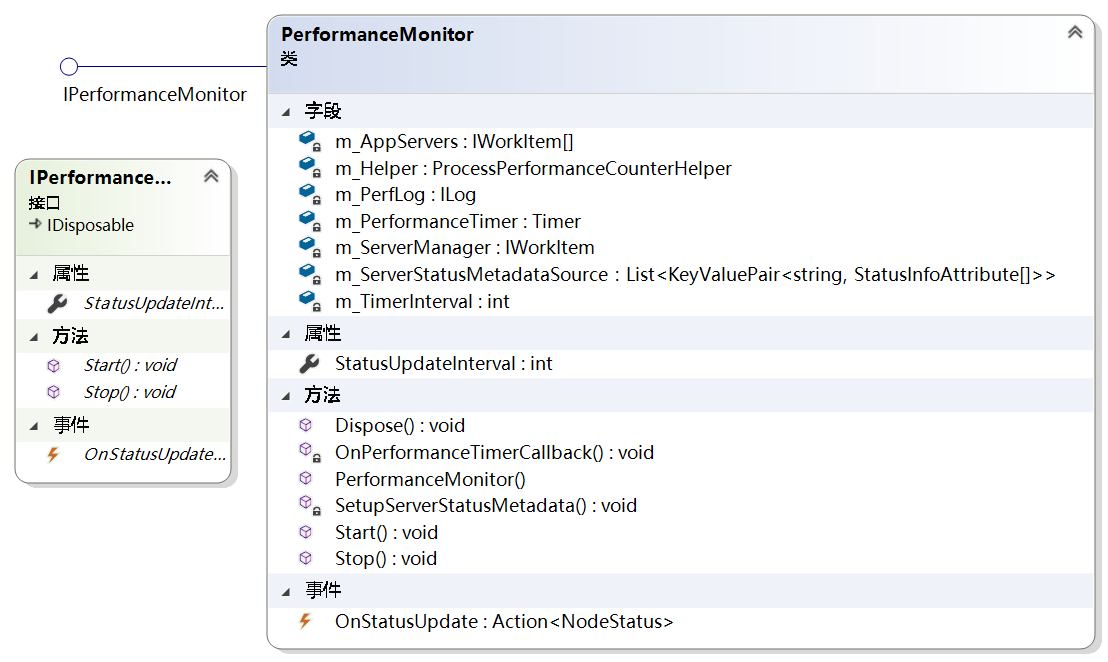 IPerformanceMonitor
IPerformance...
接口
IDisposable
属性
StatusUpdateInt...
方法
Start() : void
Stop() : void
事件
OnStatusUpdate...
PerformanceMonitor
类
字段
m_AppServers : IWorkItem[]
m_Helper : ProcessPerformanceCounterHelper
m_PerfLog : ILog
m_PerformanceTimer : Timer
m_ServerManager : IWorkItem
m_ServerStatusMetadataSource : List<KeyValuePair<string, StatusInfoAttribute[]>>
m_TimerInterval : int
属性
StatusUpdateInterval : int
方法
Dispose() : void
OnPerformanceTimerCallback() : void
PerformanceMonitor()
SetupServerStatusMetadata() : void
Start() : void
Stop() : void
事件
OnStatusUpdate : Action<NodeStatus>